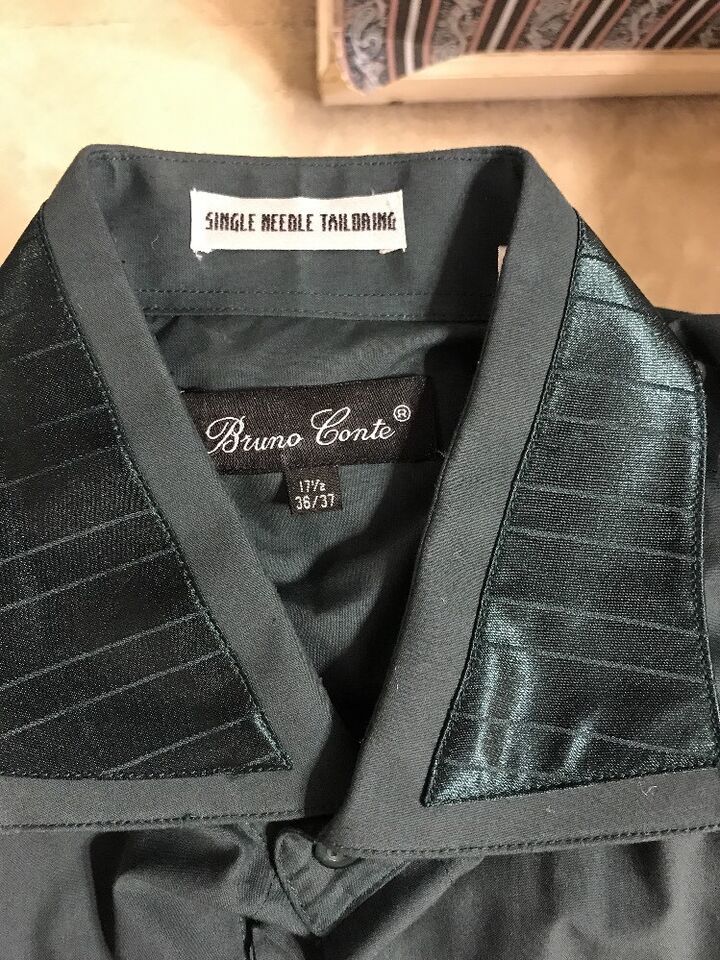 SINGLE NEEDLE TAILORING
Bruno Conte®
17½
36/37